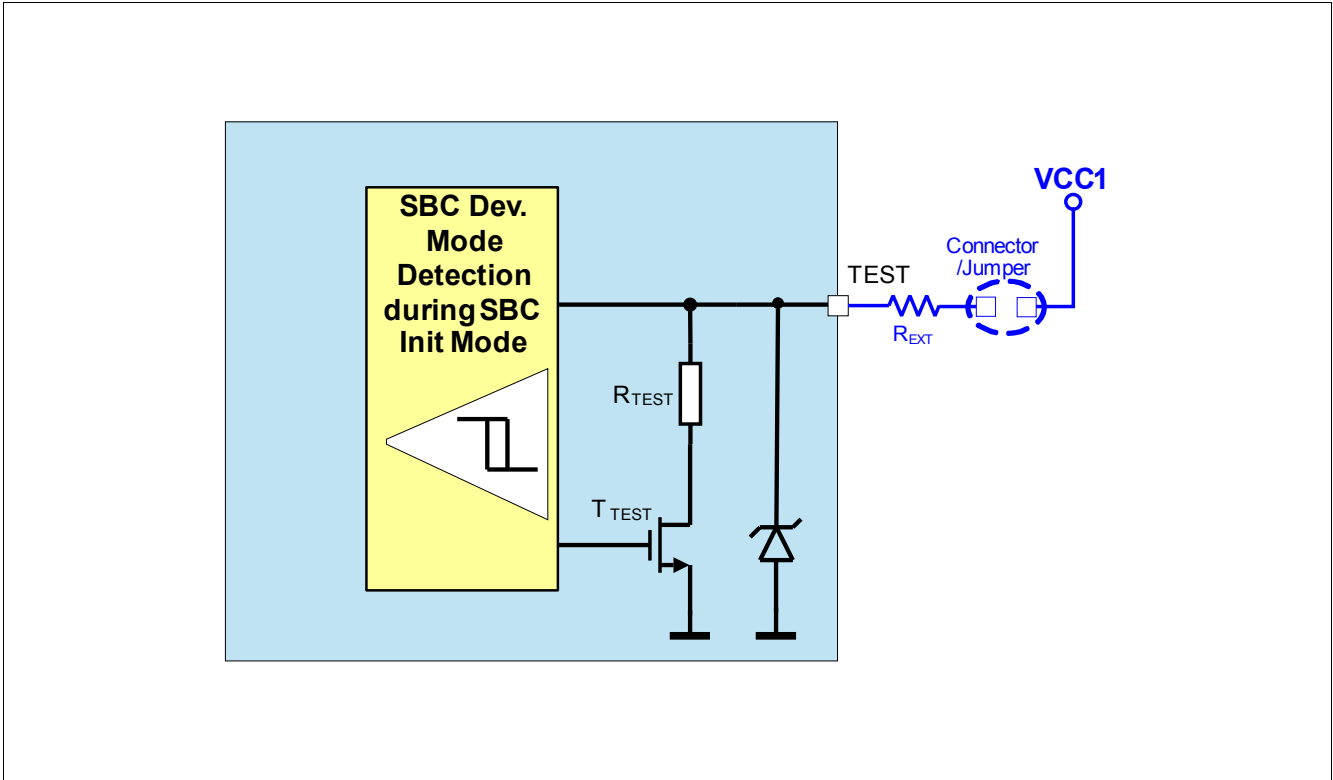 SBC Dev.
Mode
Detection
during SBC
Init Mode
VCC1
Connector
/Jumper
TEST
REXT
RTEST
T TEST